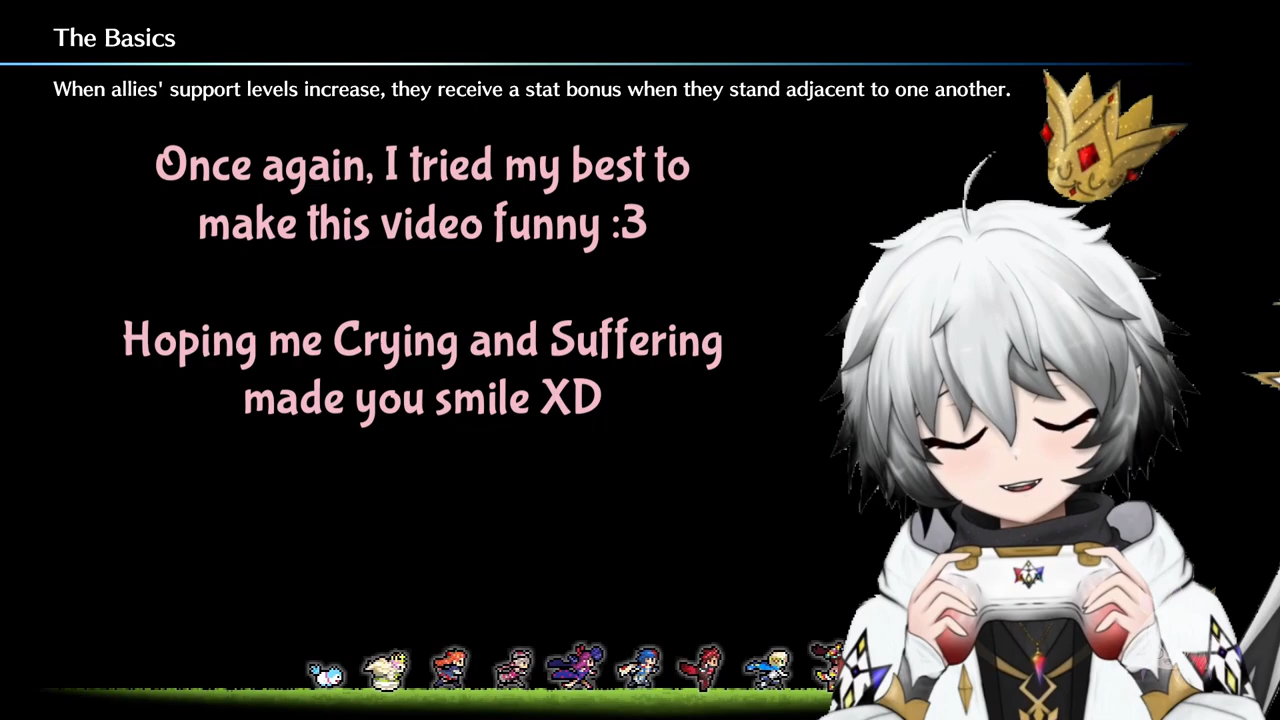 The Basics
When allies' support levels increase, they receive a stat bonus when they stand adjacent to one another.
Once again, I tried my best to
make this video funny :3
Hoping me Crying and Suffering
made you smile XD